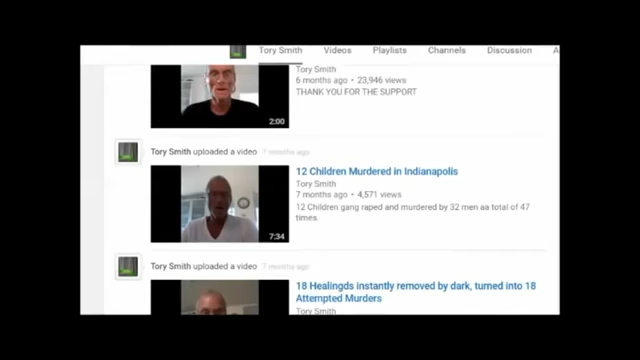 Tory Smith Videos Playlists Channels Discussion A
Tory Smith
6 months ago • 23,946 views
THANK YOU FOR THE SUPPORT
2:00
Tory Smith uploaded a video 7 months ago
12 Children Murdered in Indianapolis
Tory Smith
7 months ago • 4,571 views
12 Children gang raped and murdered by 32 men aa total of 47
times.
7:34
Tory Smith uploaded a video 7 months ago
18 Healingds instantly removed by dark, turned into 18
Attempted Murders
Tory Smith